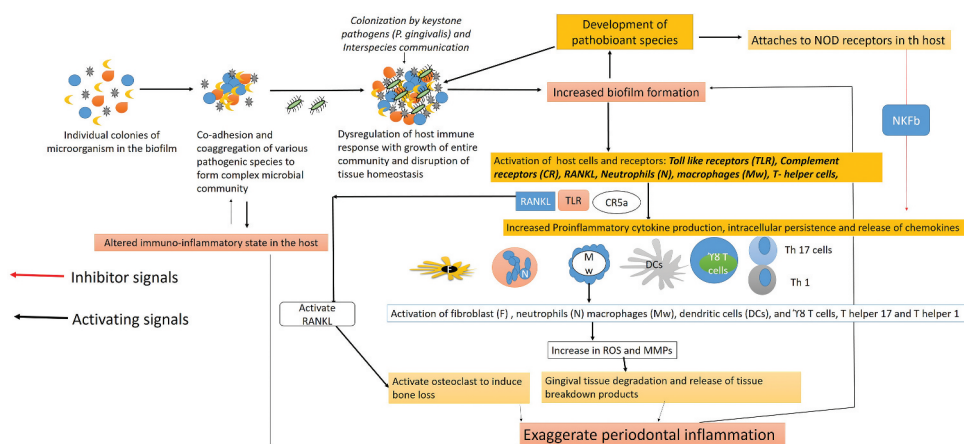 Colonization by keystone
pathogens (P. gingivalis) and
Interspecies communication
Development of
pathobioant species
Attaches to NOD receptors in th host
Increased biofilm formation
NKFb
Individual colonies of
microorganism in the biofilm
Co-adhesion and
coaggregation of various
pathogenic species to
form complex microbial
community
Dysregulation of host immune
response with growth of entire
community and disruption of
tissue homeostasis
Activation of host cells and receptors: Toll like receptors (TLR), Complement
receptors (CR), RANKL, Neutrophils (N), macrophages (Mw), T- helper cells,
RANKL
TLR
CR5a
Increased Proinflammatory cytokine production, intracellular persistence and release of chemokines
Altered immuno-inflammatory state in the host
F
N
M
w
DCs
'Y8 T
cells
Th 17 cells
Th 1
Inhibitor signals
Activating signals
Activate
RANKL
Activation of fibroblast (F) , neutrophils (N) macrophages (Mw), dendritic cells (DCs), and 'Y8 T cells, T helper 17 and T helper 1
Increase in ROS and MMPs
Activate osteoclast to induce
bone loss
Gingival tissue degradation and release of tissue
breakdown products
Exaggerate periodontal inflammation